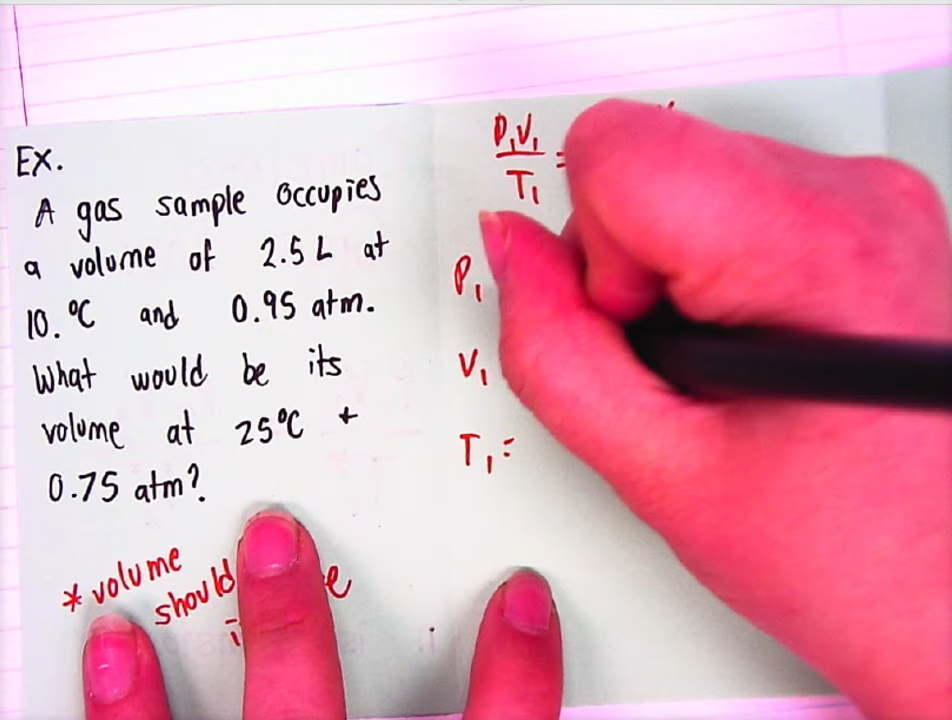 Ex.
A gas sample occupies
a volume of 2.5 L at
10. °C and 0.95 atm.
What would be its
volume at 25°C +
0.75 atm?
* volume
should
P₁V₁
T₁ =
P₁
V₁
T₁ =